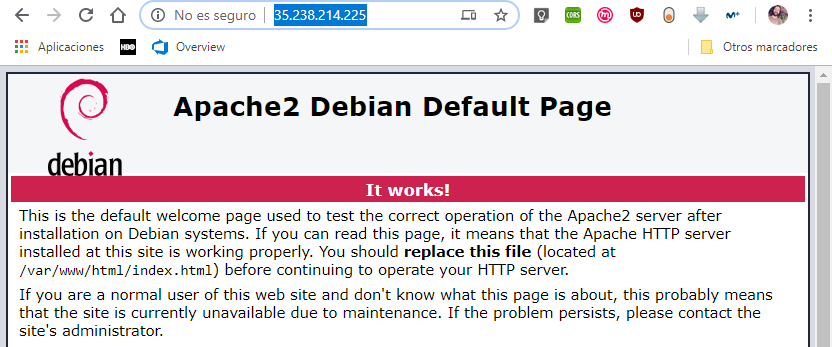 No es seguro | 35.238.214.225
CORS
UD
Aplicaciones HBO Overview Otros marcadores
debian
Apache2 Debian Default Page
It works!
This is the default welcome page used to test the correct operation of the Apache2 server after
installation on Debian systems. If you can read this page, it means that the Apache HTTP server
installed at this site is working properly. You should replace this file (located at
/var/www/html/index.html) before continuing to operate your HTTP server.
If you are a normal user of this web site and don't know what this page is about, this probably means
that the site is currently unavailable due to maintenance. If the problem persists, please contact the
site's administrator.